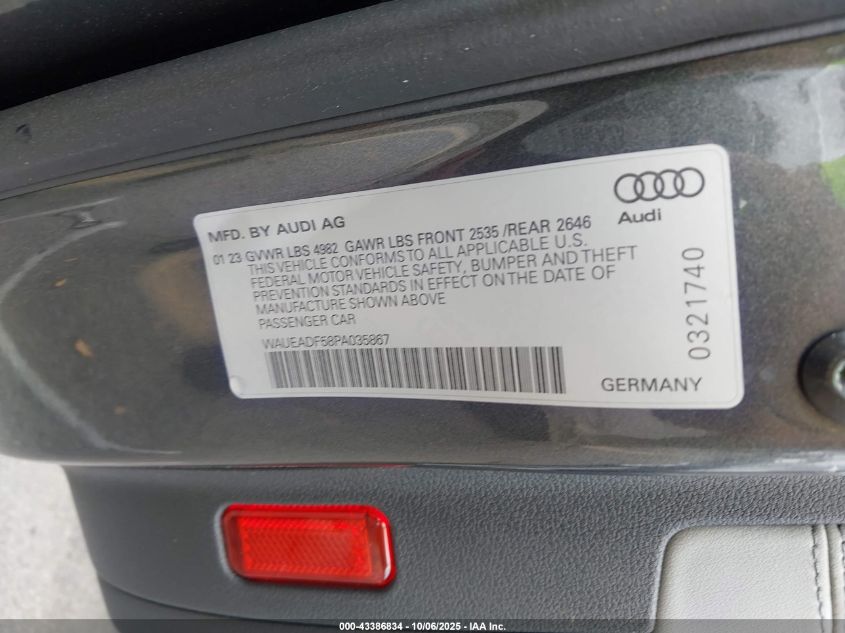 MFD. BY AUDI AG
Audi
01 23 GVWR LBS 4982 GAWR LBS FRONT 2535 /REAR 2646
THIS VEHICLE CONFORMS TO ALL APPLICABLE U.S.
FEDERAL MOTOR VEHICLE SAFETY, BUMPER AND THEFT
PREVENTION STANDARDS IN EFFECT ON THE DATE OF
MANUFACTURE SHOWN ABOVE
PASSENGER CAR
WAUEADF58PA035867
0321740
GERMANY
000-43386834 - 10/06/2025 - IAA Inc.